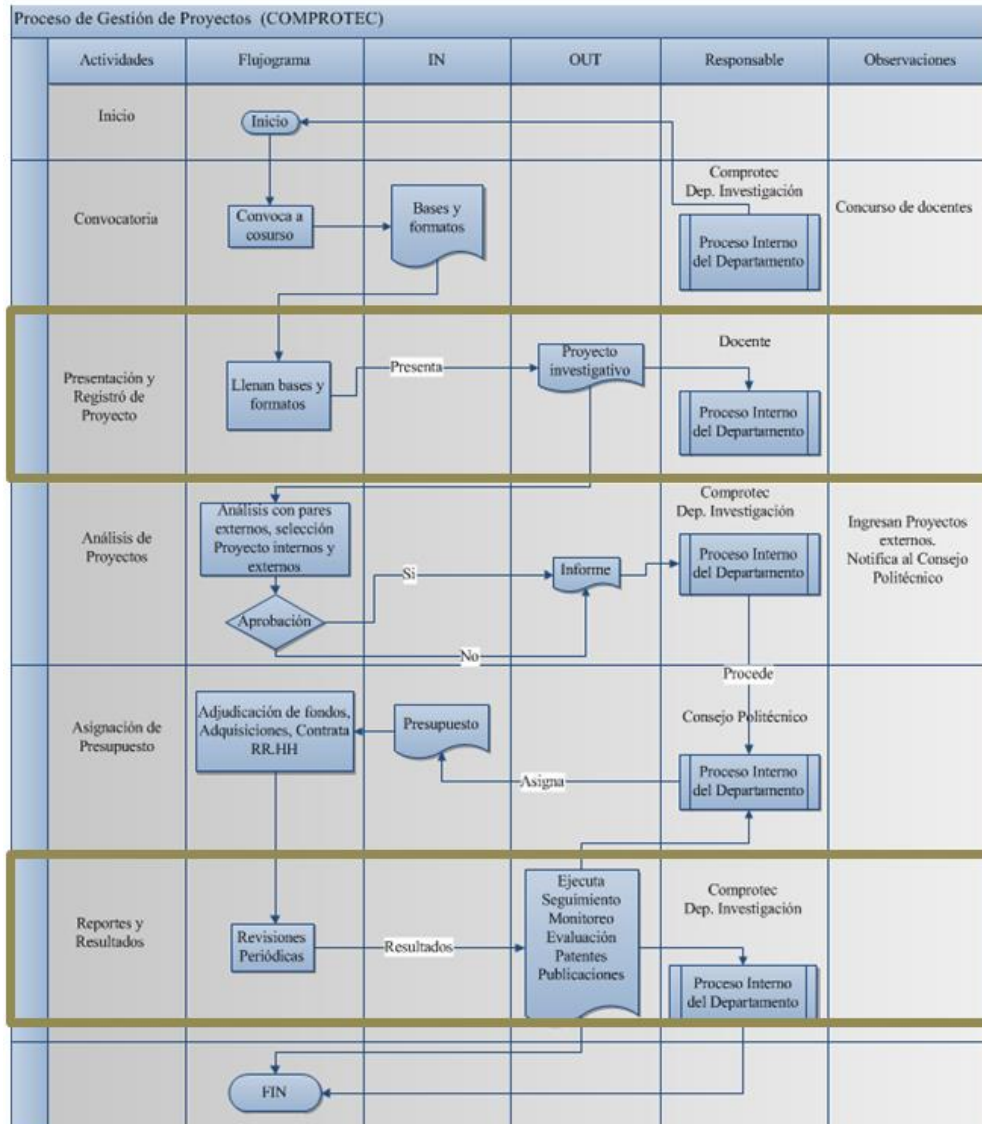 Proceso de Gestión de Proyectos (COMPROTEC)
Actividades
Flujograma
IN
OUT
Responsable
Observaciones
Inicio
Inicio
Convocatoria
Convoca a
cosurso
Bases y
formatos
Comprotec
Dep. Investigación
Proceso Interno
del Departamento
Concurso de docentes
Presentación y
Registró de
Proyecto
Llenan bases y
formatos
Presenta
Proyecto
investigativo
Docente
Proceso Interno
del Departamento
Análisis de
Proyectos
Análisis con pares
externos, selección
Proyecto internos y
externos
Aprobación
Si
No
Informe
Comprotec
Dep. Investigación
Proceso Interno
del Departamento
Ingresan Proyectos
externos.
Notifica al Consejo
Politécnico
Procede
Asignación de
Presupuesto
Adjudicación de fondos,
Adquisiciones, Contrata
RR.HH
Presupuesto
Asigna
Consejo Politécnico
Proceso Interno
del Departamento
Reportes y
Resultados
Revisiones
Periódicas
Resultados
Ejecuta
Seguimiento
Monitoreo
Evaluación
Patentes
Publicaciones
Comprotec
Dep. Investigación
Proceso Interno
del Departamento
FIN